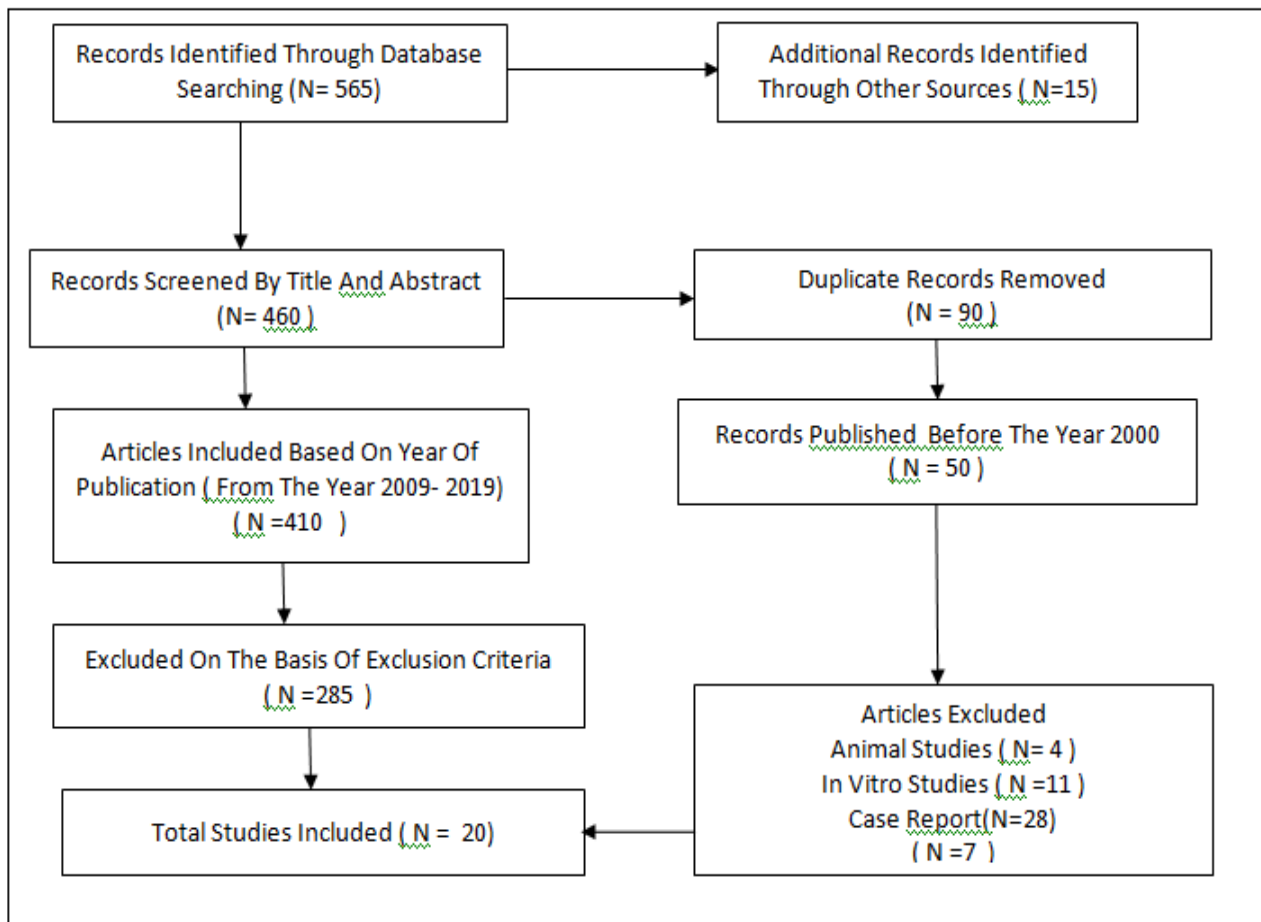 Records Identified Through Database
Searching (N= 565)
Additional Records Identified
Through Other Sources ( N=15)
Records Screened By Title And Abstract
(N= 460 )
Duplicate Records Removed
(N = 90 )
Articles Included Based On Year Of
Publication ( From The Year 2009- 2019)
( N =410 )
Records Published Before The Year 2000
( N = 50 )
Excluded On The Basis Of Exclusion Criteria
( N =285 )
Articles Excluded
Animal Studies ( N= 4 )
In Vitro Studies ( N =11 )
Case Report(N=28)
( N =7 )
Total Studies Included ( N = 20)